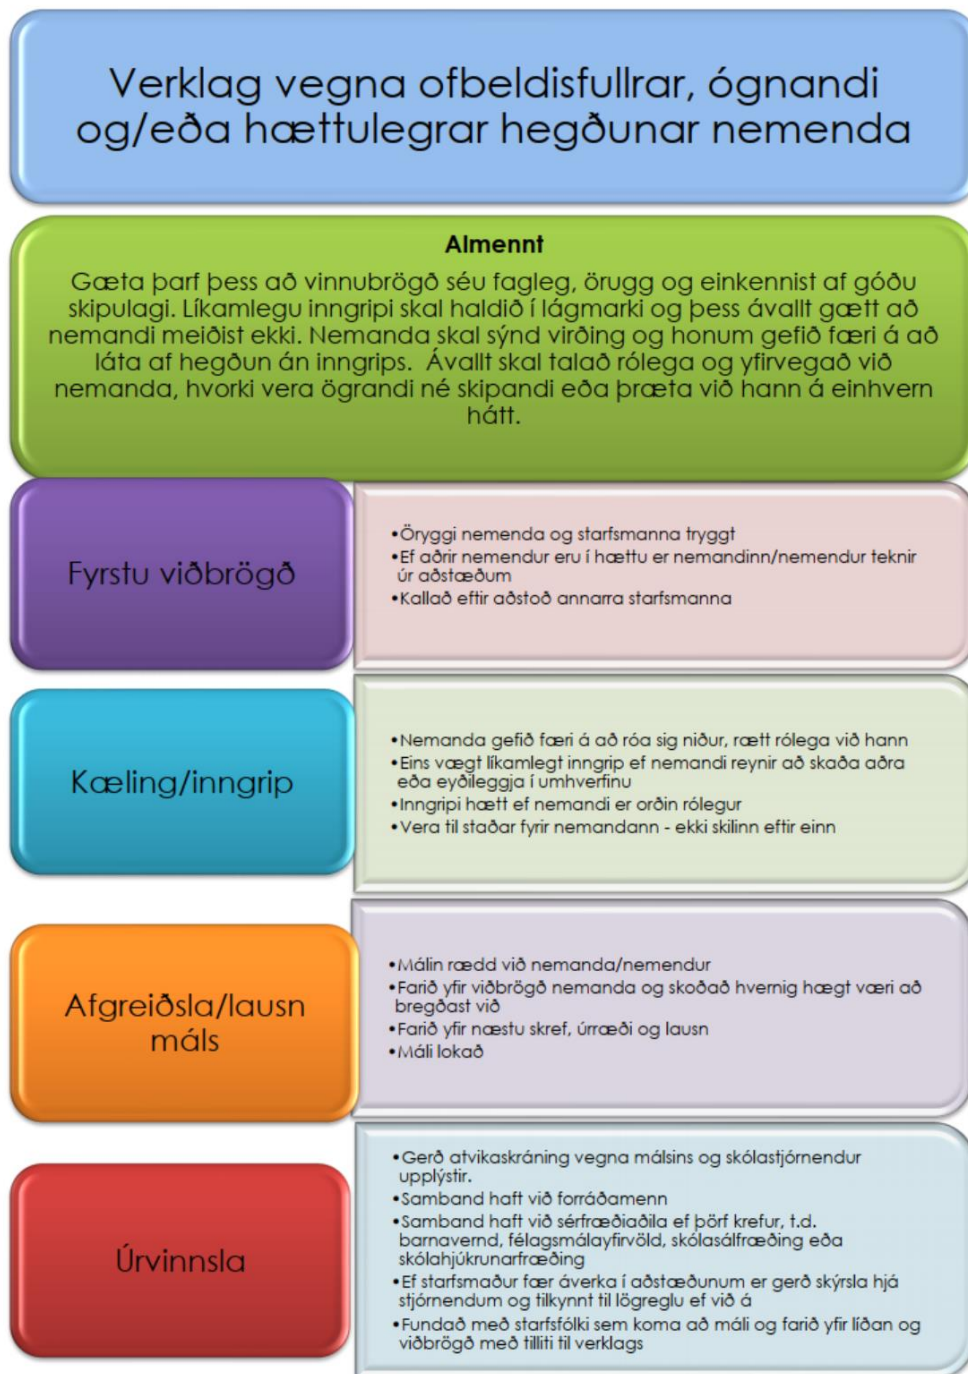 Verklag vegna ofbeldisfullrar, ógnandi
og/eða hættulegrar hegðunar nemenda
Almennt
Gæta þarf þess að vinnubrögð séu fagleg, örugg og einkennist af góðu
skipulagi. Líkamlegu inngripi skal haldið í lágmarki og þess ávallt gætt að
nemandi meiðist ekki. Nemanda skal sýnd virðing og honum gefið færi á að
láta af hegðun án inngrips. Ávallt skal talað rólega og yfirvegað við
nemanda, hvorki vera ögrandi né skipandi eða þræta við hann á einhvern
hátt.
Fyrstu viðbrögð
•Öryggi nemenda og starfsmanna tryggt
•Ef aðrir nemendur eru í hættu er nemandinn/nemendur teknir
úr aðstæðum
•Kallað eftir aðstoð annarra starfsmanna
Kæling/inngrip
•Nemanda gefið færi á að róa sig niður, rætt rólega við hann
•Eins vægt líkamlegt inngrip ef nemandi reynir að skaða aðra
eða eyðileggja í umhverfinu
•Inngripi hætt ef nemandi er orðin rólegur
•Vera til staðar fyrir nemandann - ekki skilinn eftir einn
Afgreiðsla/lausn
máls
•Málin rædd við nemanda/nemendur
•Farið yfir viðbrögð nemanda og skoðað hvernig hægt væri að
bregðast við
•Farið yfir næstu skref, úrræði og lausn
•Máli lokað
Úrvinnsla
•Gerð atvikaskráning vegna málsins og skólastjórnendur
upplýstir.
•Samband haft við forráðamenn
•Samband haft við sérfræðiaðila ef þörf krefur, t.d.
barnavernd, félagsmálayfirvöld, skólasálfræðing eða
skólahjúkrunarfræðing
•Ef starfsmaður fær áverka í aðstæðunum er gerð skýrsla hjá
stjórnendum og tilkynnt til lögreglu ef við á
•Fundað með starfsfólki sem koma að máli og farið yfir líðan og
viðbrögð með tilliti til verklags